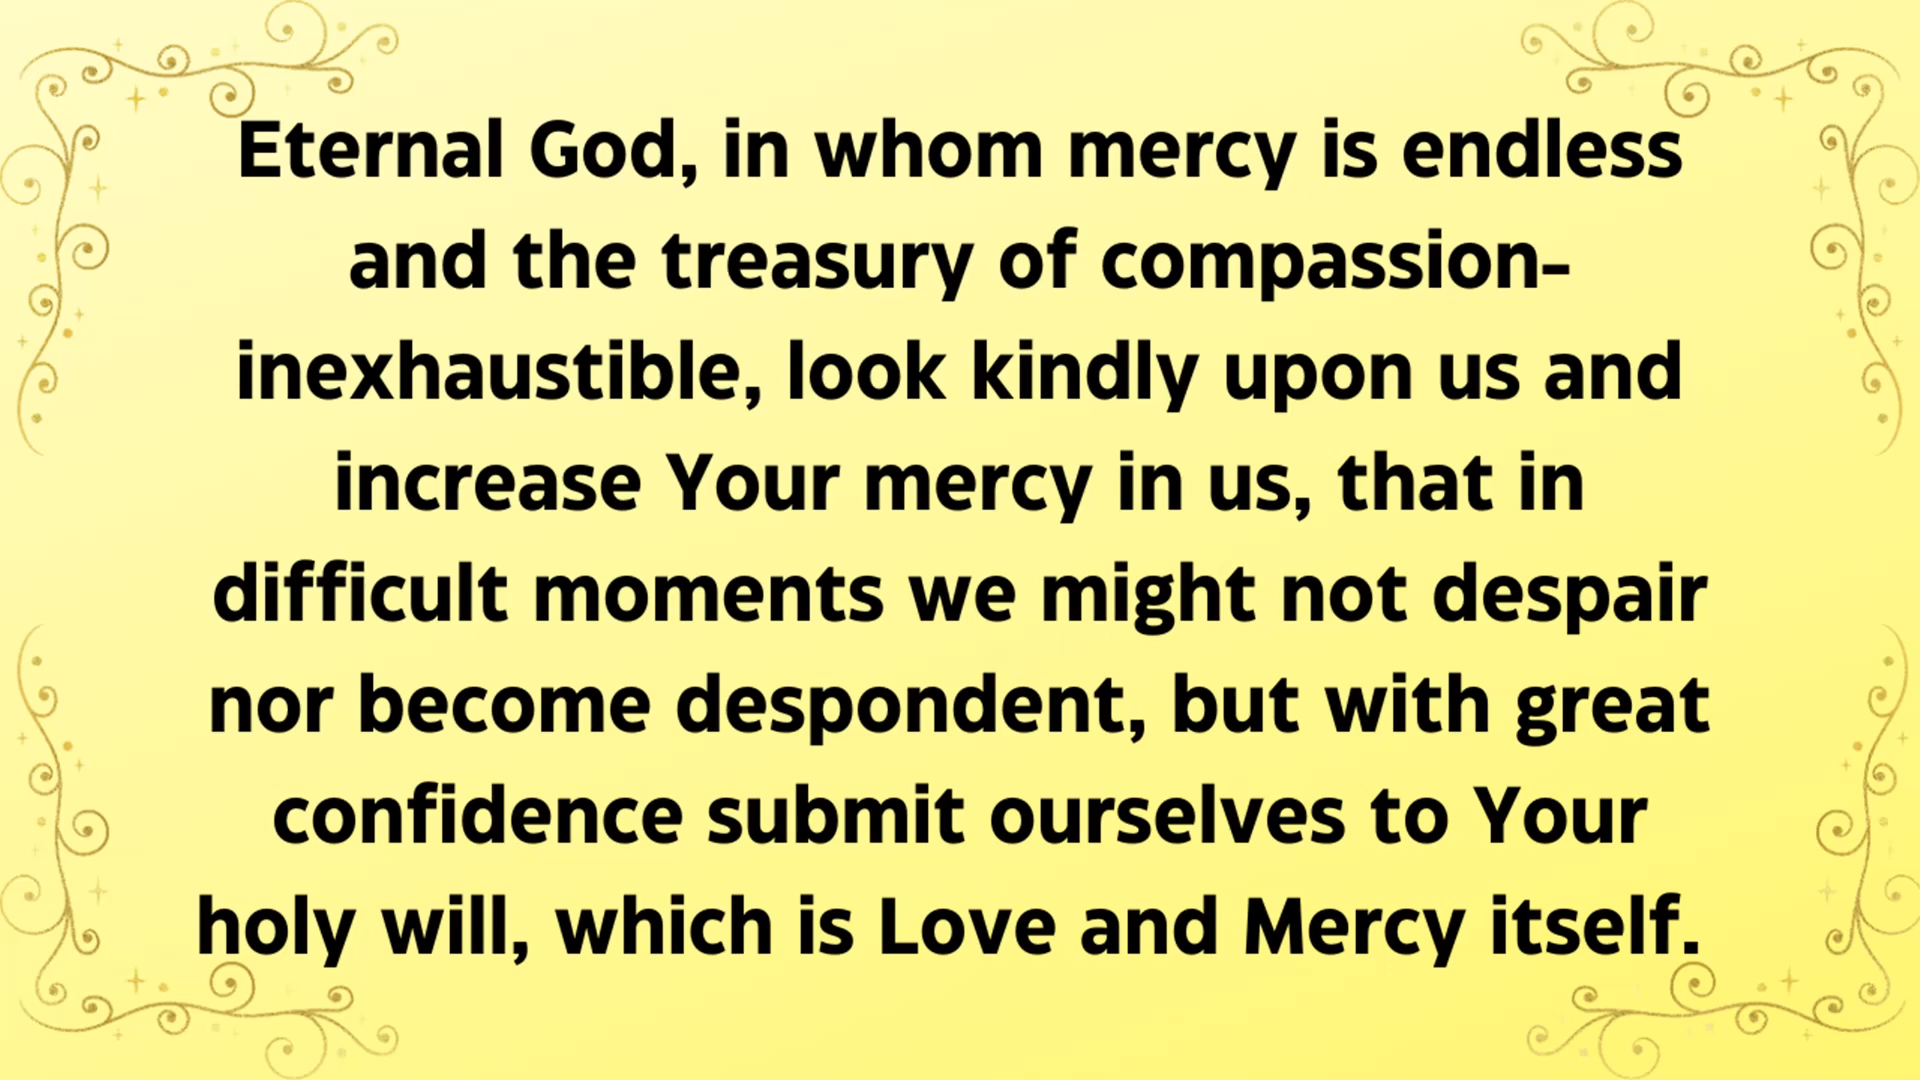 Eternal God, in whom mercy is endless
and the treasury of compassion-
inexhaustible, look kindly upon us and
increase Your mercy in us, that in
difficult moments we might not despair
nor become despondent, but with great
confidence submit ourselves to Your
holy will, which is Love and Mercy itself.